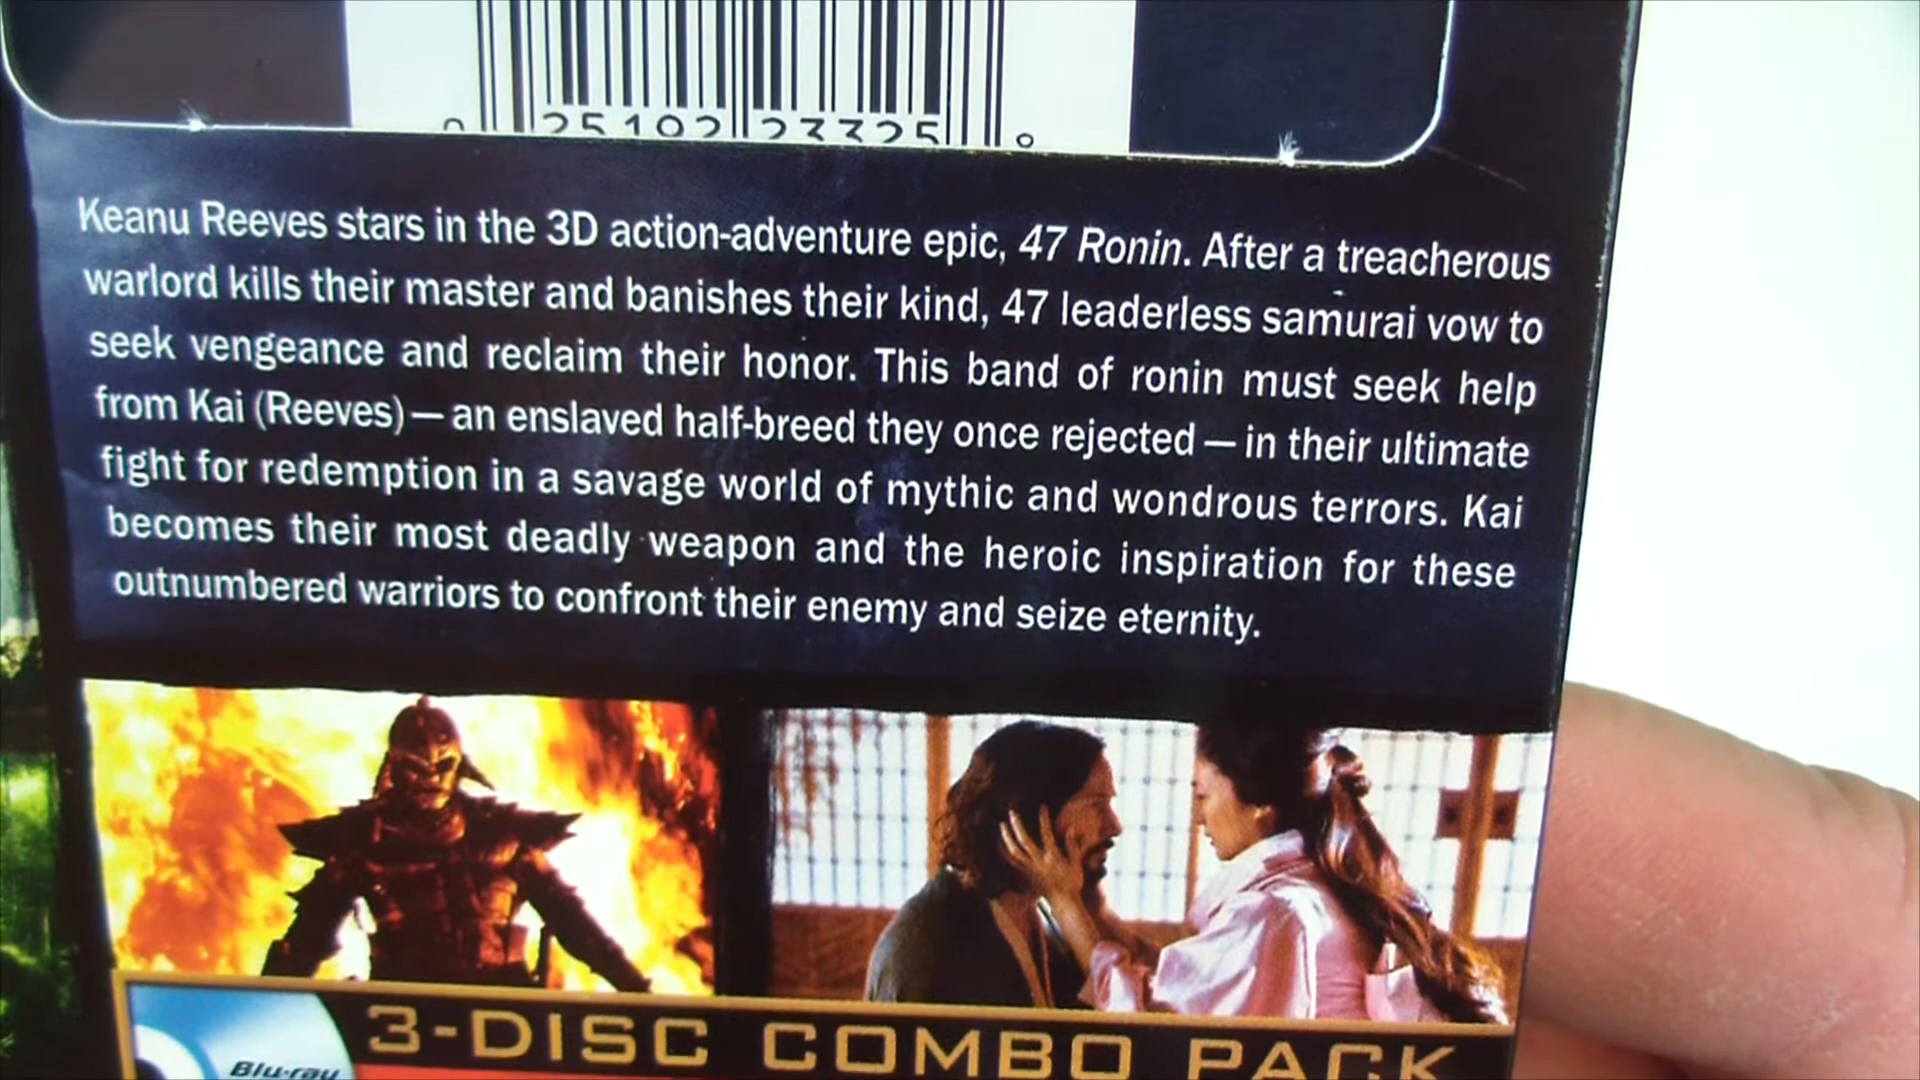 0 25192 23325 0
Keanu Reeves stars in the 3D action-adventure epic, 47 Ronin. After a treacherous
warlord kills their master and banishes their kind, 47 leaderless samurai vow to
seek vengeance and reclaim their honor. This band of ronin must seek help
from Kai (Reeves) — an enslaved half-breed they once rejected — in their ultimate
fight for redemption in a savage world of mythic and wondrous terrors. Kai
becomes their most deadly weapon and the heroic inspiration for these
outnumbered warriors to confront their enemy and seize eternity.
3-DISC COMBO PACK
Blu-ray